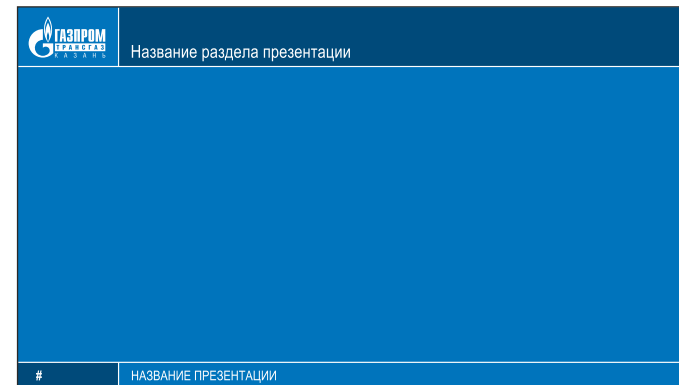 ГАЗПРОМ
ТРАНСГАЗ
КАЗАНЬ
Название раздела презентации
#
НАЗВАНИЕ ПРЕЗЕНТАЦИИ